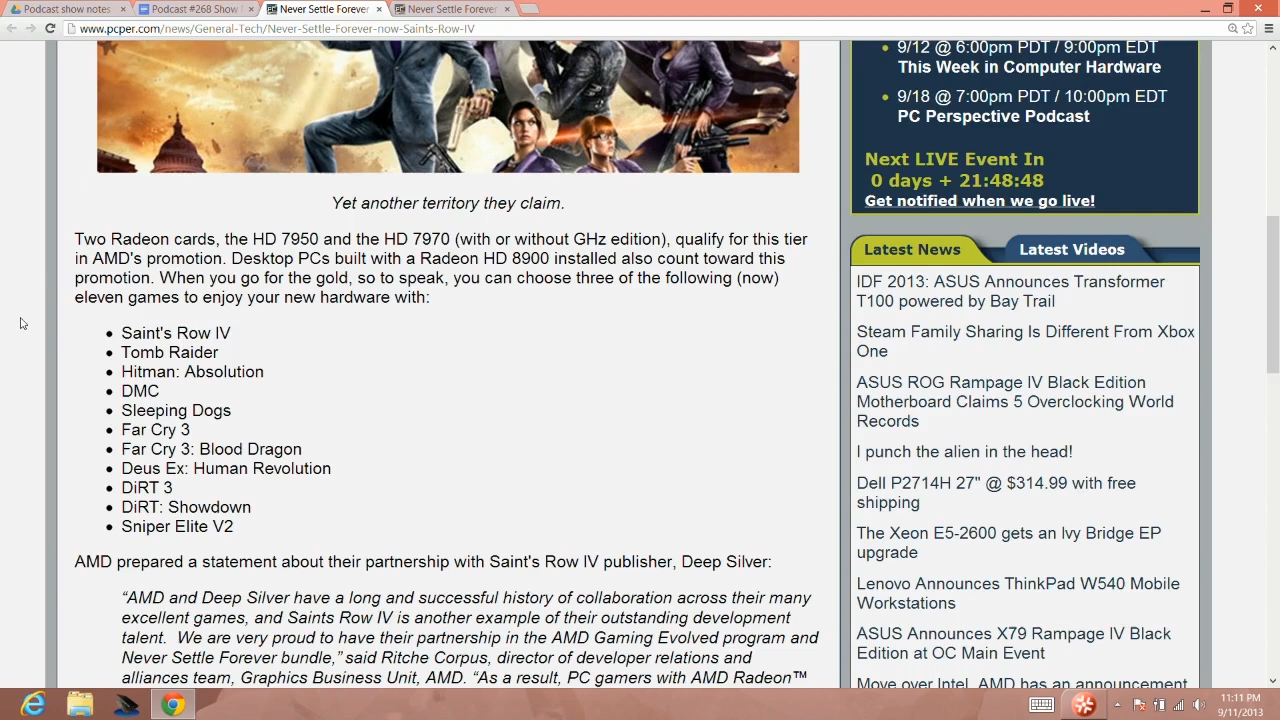 Podcast show notes
Podcast #268 Show
Never Settle Forever
Never Settle Forever
www.pcper.com/news/General-Tech/Never-Settle-Forever-now-Saints-Row-IV
Yet another territory they claim.
Two Radeon cards, the HD 7950 and the HD 7970 (with or without GHz edition), qualify for this tier
in AMD's promotion. Desktop PCs built with a Radeon HD 8900 installed also count toward this
promotion. When you go for the gold, so to speak, you can choose three of the following (now)
eleven games to enjoy your new hardware with:
• Saint's Row IV
• Tomb Raider
• Hitman: Absolution
• DMC
• Sleeping Dogs
• Far Cry 3
• Far Cry 3: Blood Dragon
• Deus Ex: Human Revolution
• DiRT 3
• DiRT: Showdown
• Sniper Elite V2
AMD prepared a statement about their partnership with Saint's Row IV publisher, Deep Silver:
“AMD and Deep Silver have a long and successful history of collaboration across their many
excellent games, and Saints Row IV is another example of their outstanding development
talent. We are very proud to have their partnership in the AMD Gaming Evolved program and
Never Settle Forever bundle,” said Ritche Corpus, director of developer relations and
alliances team, Graphics Business Unit, AMD. “As a result, PC gamers with AMD Radeon™
• 9/12 @ 6:00pm PDT / 9:00pm EDT
This Week in Computer Hardware
• 9/18 @ 7:00pm PDT / 10:00pm EDT
PC Perspective Podcast
Next LIVE Event In
0 days + 21:48:48
Get notified when we go live!
Latest News
Latest Videos
IDF 2013: ASUS Announces Transformer
T100 powered by Bay Trail
Steam Family Sharing Is Different From Xbox
One
ASUS ROG Rampage IV Black Edition
Motherboard Claims 5 Overclocking World
Records
I punch the alien in the head!
Dell P2714H 27" @ $314.99 with free
shipping
The Xeon E5-2600 gets an Ivy Bridge EP
upgrade
Lenovo Announces ThinkPad W540 Mobile
Workstations
ASUS Announces X79 Rampage IV Black
Edition at OC Main Event
Move over Intel, AMD has an announcement
11:11 PM
9/11/2013